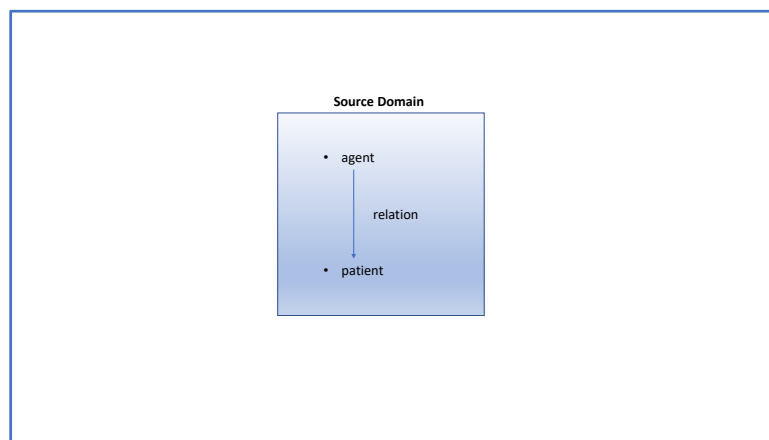 Source Domain
• agent
relation
• patient